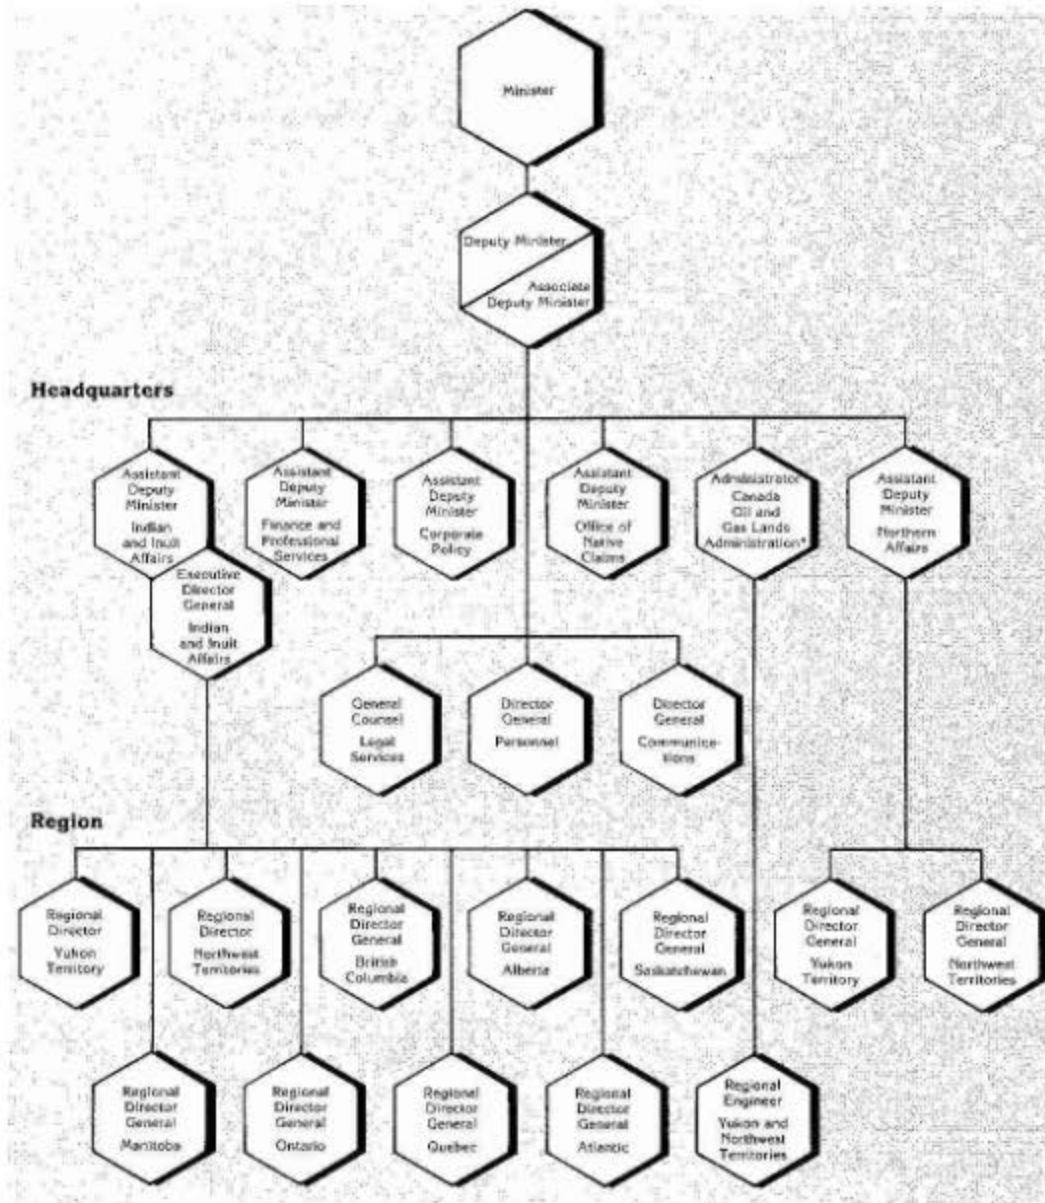 Minister
Deputy Minister
Associate
Deputy Minister
Headquarters
Assistant
Deputy
Minister
Indian
and Inuit
Affairs
Executive
Director
General
Indian
and Inuit
Affairs
Assistant
Deputy
Minister
Finance and
Professional
Services
Assistant
Deputy
Minister
Corporate
Policy
Assistant
Deputy
Minister
Office of
Native
Claims
Administrator
Canada
Oil and
Gas Lands
Administration*
Assistant
Deputy
Minister
Northern
Affairs
General
Counsel
Legal
Services
Director
General
Personnel
Director
General
Communica-
tions
Region
Regional
Director
Yukon
Territory
Regional
Director
Northwest
Territories
Regional
Director
General
British
Columbia
Regional
Director
General
Alberta
Regional
Director
General
Saskatchewan
Regional
Director
General
Yukon
Territory
Regional
Director
General
Northwest
Territories
Regional
Director
General
Manitoba
Regional
Director
General
Ontario
Regional
Director
General
Quebec
Regional
Director
General
Atlantic
Regional
Engineer
Yukon and
Northwest
Territories